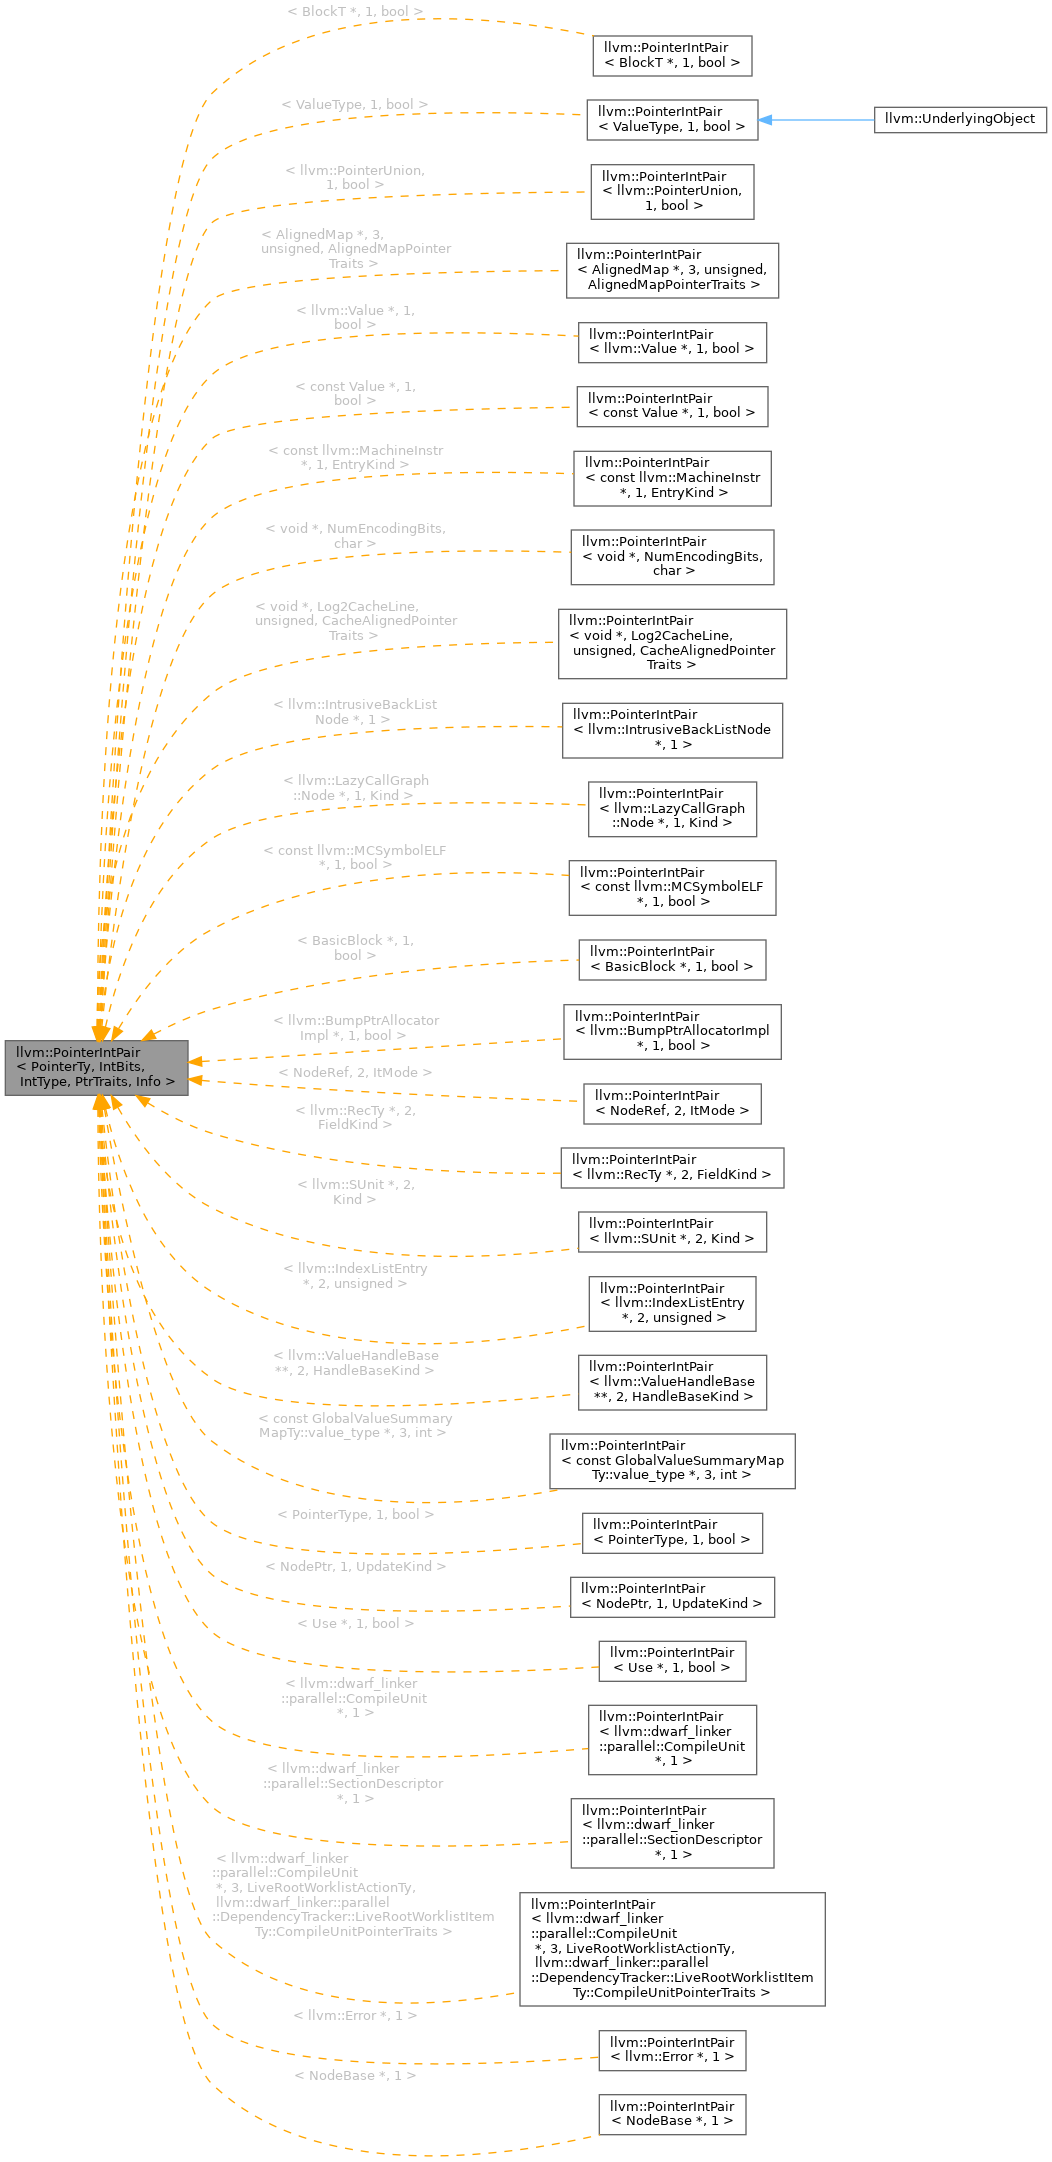 < BlockT *, 1, bool >
llvm::PointerIntPair
< BlockT *, 1, bool >
< ValueType, 1, bool >
llvm::PointerIntPair
< ValueType, 1, bool >
llvm::UnderlyingObject
< llvm::PointerUnion,
1, bool >
llvm::PointerIntPair
< llvm::PointerUnion,
1, bool >
< AlignedMap *, 3,
unsigned, AlignedMapPointer
Traits >
llvm::PointerIntPair
< AlignedMap *, 3, unsigned,
AlignedMapPointerTraits >
< llvm::Value *, 1,
bool >
llvm::PointerIntPair
< llvm::Value *, 1, bool >
< const Value *, 1,
bool >
llvm::PointerIntPair
< const Value *, 1, bool >
< const llvm::MachineInstr
*, 1, EntryKind >
llvm::PointerIntPair
< const llvm::MachineInstr
*, 1, EntryKind >
< void *, NumEncodingBits,
char >
llvm::PointerIntPair
< void *, NumEncodingBits,
char >
< void *, Log2CacheLine,
unsigned, CacheAlignedPointer
Traits >
llvm::PointerIntPair
< void *, Log2CacheLine,
unsigned, CacheAlignedPointer
Traits >
< llvm::IntrusiveBackList
Node *, 1 >
llvm::PointerIntPair
< llvm::IntrusiveBackListNode
*, 1 >
< llvm::LazyCallGraph
::Node *, 1, Kind >
llvm::PointerIntPair
< llvm::LazyCallGraph
::Node *, 1, Kind >
< const llvm::MCSymbolELF
*, 1, bool >
llvm::PointerIntPair
< const llvm::MCSymbolELF
*, 1, bool >
< BasicBlock *, 1,
bool >
llvm::PointerIntPair
< BasicBlock *, 1, bool >
< llvm::BumpPtrAllocator
Impl *, 1, bool >
llvm::PointerIntPair
< llvm::BumpPtrAllocatorImpl
*, 1, bool >
llvm::PointerIntPair
< PointerTy, IntBits,
IntType, PtrTraits, Info >
< NodeRef, 2, ItMode >
llvm::PointerIntPair
< NodeRef, 2, ItMode >
< llvm::RecTy *, 2,
FieldKind >
llvm::PointerIntPair
< llvm::RecTy *, 2, FieldKind >
< llvm::SUnit *, 2,
Kind >
llvm::PointerIntPair
< llvm::SUnit *, 2, Kind >
< llvm::IndexListEntry
*, 2, unsigned >
llvm::PointerIntPair
< llvm::IndexListEntry
*, 2, unsigned >
< llvm::ValueHandleBase
**, 2, HandleBaseKind >
llvm::PointerIntPair
< llvm::ValueHandleBase
**, 2, HandleBaseKind >
< const GlobalValueSummary
MapTy::value_type *, 3, int >
llvm::PointerIntPair
< const GlobalValueSummaryMap
Ty::value_type *, 3, int >
< PointerType, 1, bool >
llvm::PointerIntPair
< PointerType, 1, bool >
< NodePtr, 1, UpdateKind >
llvm::PointerIntPair
< NodePtr, 1, UpdateKind >
< Use *, 1, bool >
llvm::PointerIntPair
< Use *, 1, bool >
< llvm::dwarf_linker
::parallel::CompileUnit
*, 1 >
llvm::PointerIntPair
< llvm::dwarf_linker
::parallel::CompileUnit
*, 1 >
< llvm::dwarf_linker
::parallel::SectionDescriptor
*, 1 >
llvm::PointerIntPair
< llvm::dwarf_linker
::parallel::SectionDescriptor
*, 1 >
< llvm::dwarf_linker
::parallel::CompileUnit
*, 3, LiveRootWorklistActionTy,
llvm::dwarf_linker::parallel
::DependencyTracker::LiveRootWorklistItem
Ty::CompileUnitPointerTraits >
llvm::PointerIntPair
< llvm::dwarf_linker
::parallel::CompileUnit
*, 3, LiveRootWorklistActionTy,
llvm::dwarf_linker::parallel
::DependencyTracker::LiveRootWorklistItem
Ty::CompileUnitPointerTraits >
< llvm::Error *, 1 >
llvm::PointerIntPair
< llvm::Error *, 1 >
< NodeBase *, 1 >
llvm::PointerIntPair
< NodeBase *, 1 >